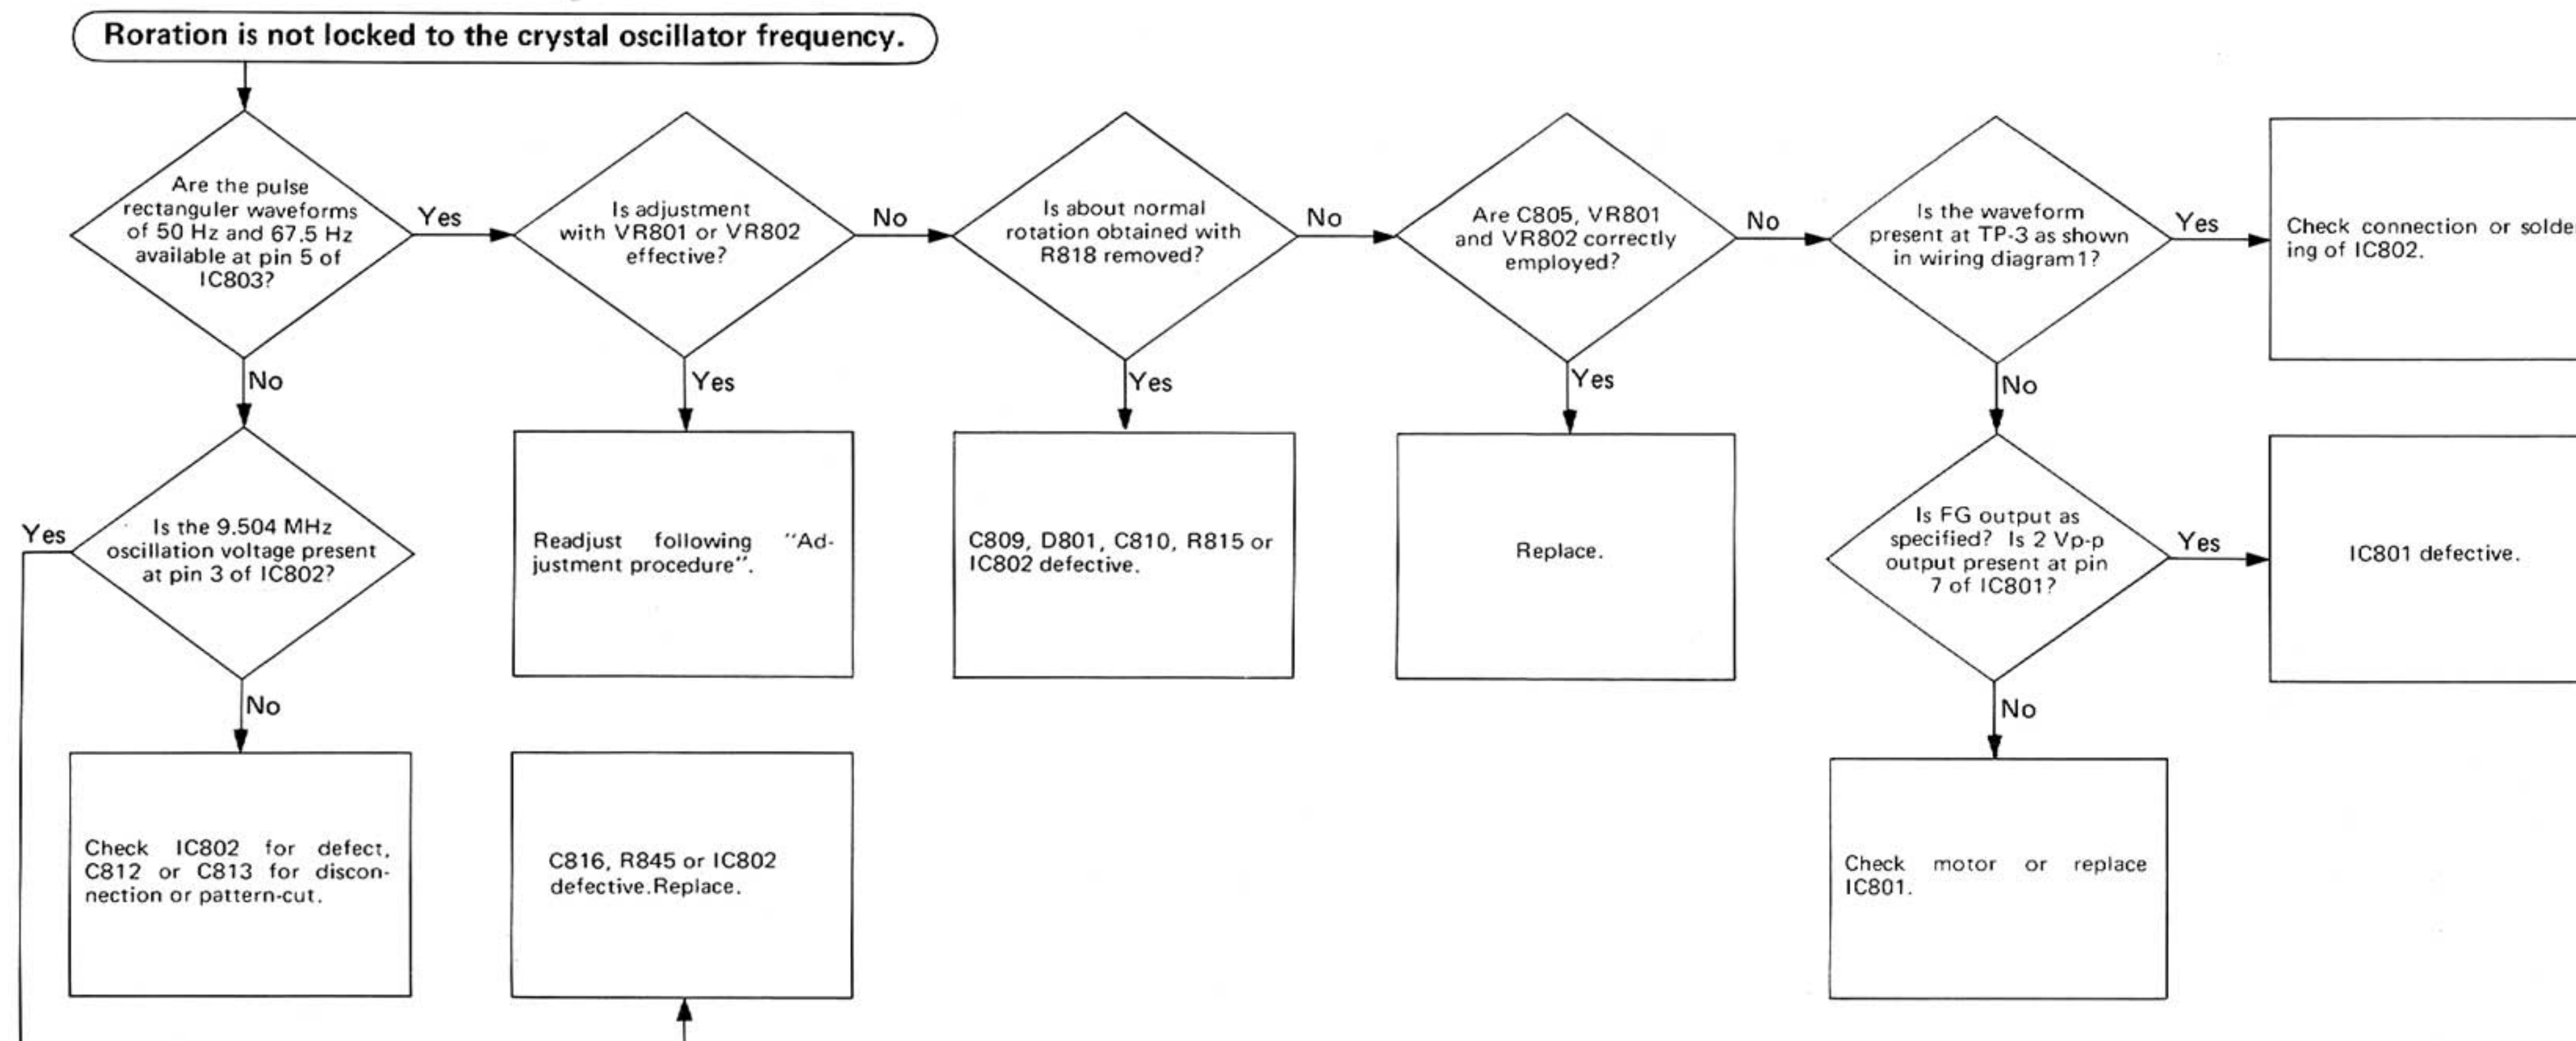 Roration is not locked to the crystal oscillator frequency.
Are the pulse
rectanguler waveforms
of 50 Hz and 67.5 Hz
available at pin 5 of
IC803?
Yes
Is adjustment
with VR801 or VR802
effective?
No
Is about normal
rotation obtained with
R818 removed?
No
Are C805, VR801
and VR802 correctly
employed?
No
Is the waveform
present at TP-3 as shown
in wiring diagram1?
Yes
Check connection or solde
ing of IC802.
No
Yes
Yes
Yes
No
Yes
Is the 9.504 MHz
oscillation voltage present
at pin 3 of IC802?
Readjust following "Ad-
justment procedure".
C809, D801, C810, R815 or
IC802 defective.
Replace.
Is FG output as
specified? Is 2 Vp-p
output present at pin
7 of IC801?
Yes
IC801 defective.
No
No
Check IC802 for defect,
C812 or C813 for discon-
nection or pattern-cut.
C816, R845 or IC802
defective.Replace.
Check motor or replace
IC801.